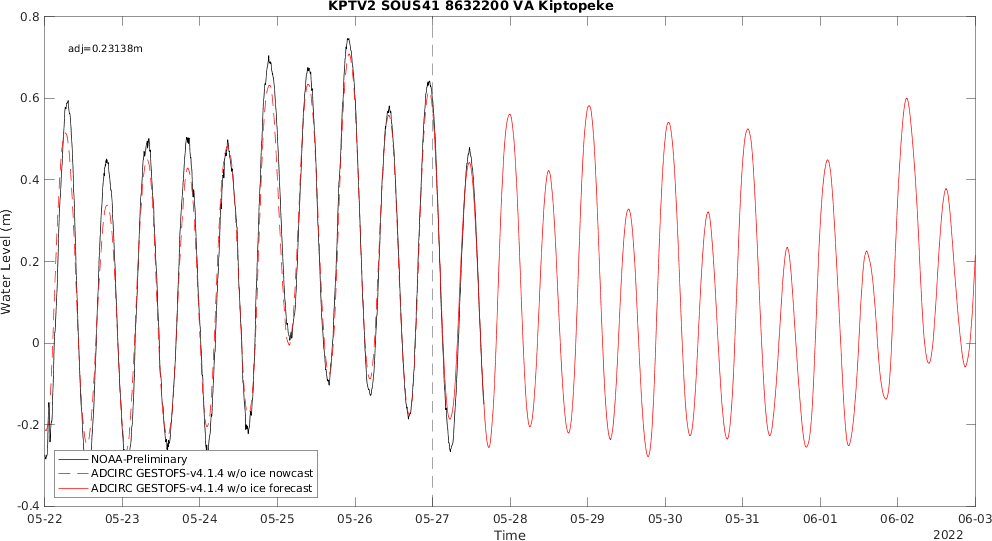 KPTV2 SOUS41 8632200 VA Kiptopeke
adj=0.23138m
0.8
0.6
0.4
0.2
0
-0.2
-0.4
Water Level (m)
NOAA-Preliminary
ADCIRC GESTOFS-v4.1.4 w/o ice nowcast
ADCIRC GESTOFS-v4.1.4 w/o ice forecast
05-22 05-23 05-24 05-25 05-26 05-27 05-28 05-29 05-30 05-31 06-01 06-02 06-03
Time
2022